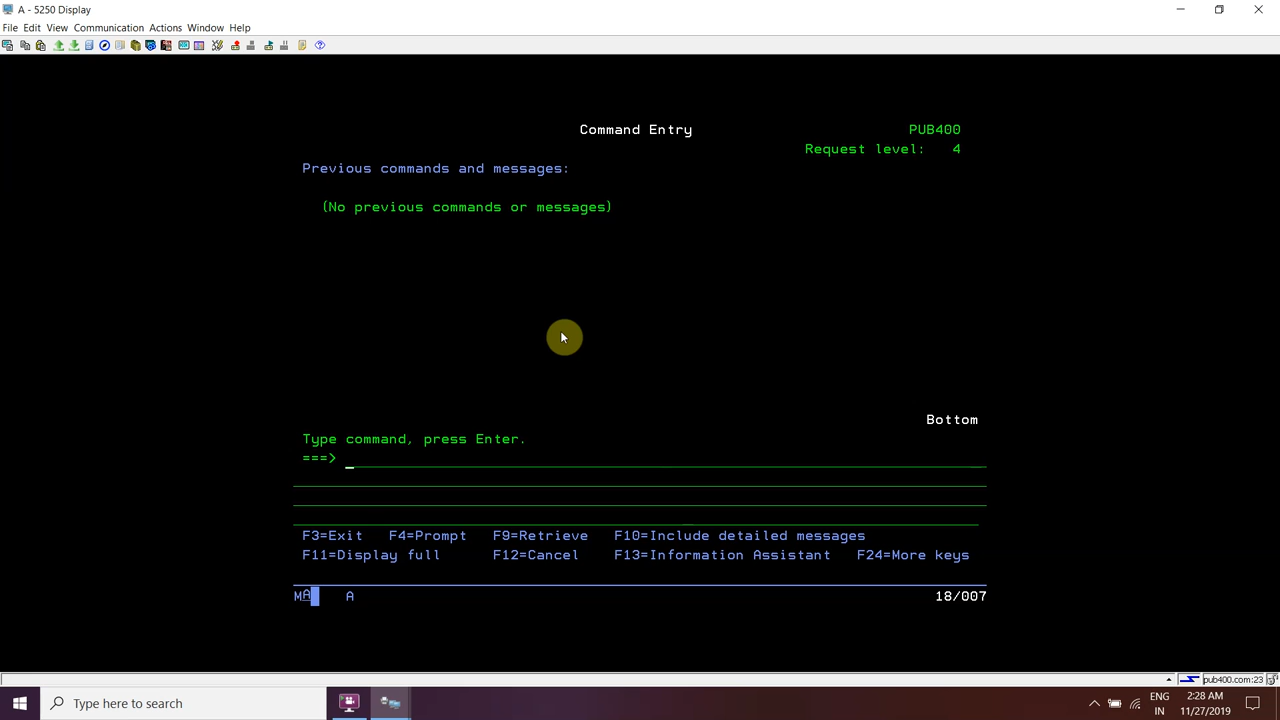 A - 5250 Display
File Edit View Communication Actions Window Help
Command Entry PUB400
Request level: 4
Previous commands and messages:
(No previous commands or messages)
Bottom
Type command, press Enter.
===>
F3=Exit F4=Prompt F9=Retrieve F10=Include detailed messages
F11=Display full F12=Cancel F13=Information Assistant F24=More keys
MA A 18/007
pub400.com:23
Type here to search
ENG 2:28 AM
IN 11/27/2019